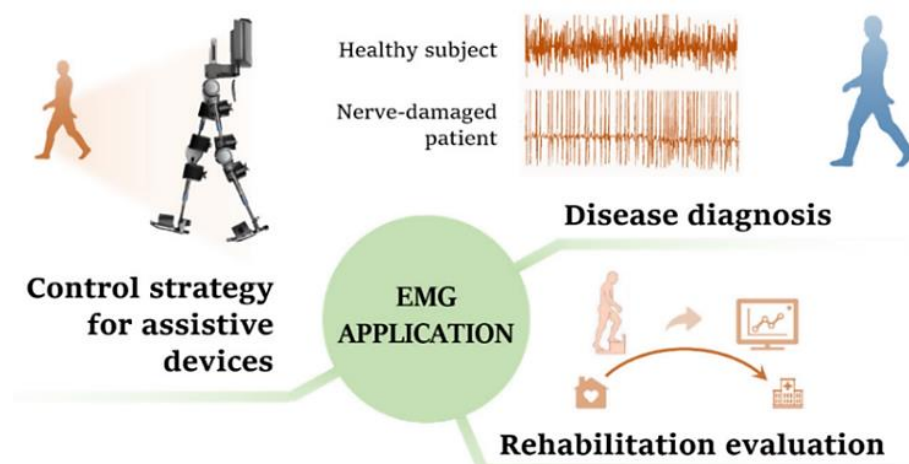 Healthy subject
Nerve-damaged
patient
Disease diagnosis
Control strategy
for assistive
devices
EMG
APPLICATION
Rehabilitation evaluation